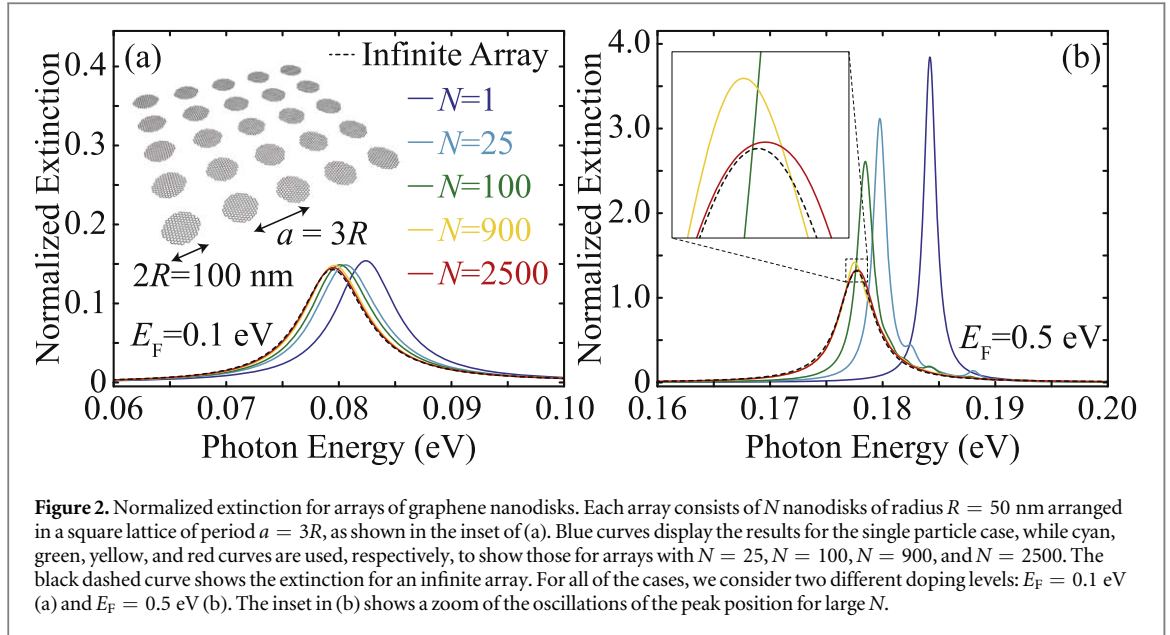 (a)
--- Infinite Array
N=1
N=25
N=100
N=900
N=2500
a = 3R
2R=100 nm
E_F=0.1 eV
Normalized Extinction
0.4
0.3
0.2
0.1
0
0.06 0.07 0.08 0.09 0.10
Photon Energy (eV)
(b)
E_F=0.5 eV
Normalized Extinction
4.0
3.0
2.0
1.0
0
0.16 0.17 0.18 0.19 0.20
Photon Energy (eV)
Figure 2. Normalized extinction for arrays of graphene nanodisks. Each array consists of N nanodisks of radius R = 50 nm arranged
in a square lattice of period a = 3R, as shown in the inset of (a). Blue curves display the results for the single particle case, while cyan,
green, yellow, and red curves are used, respectively, to show those for arrays with N = 25, N = 100, N = 900, and N = 2500. The
black dashed curve shows the extinction for an infinite array. For all of the cases, we consider two different doping levels: E_F = 0.1 eV
(a) and E_F = 0.5 eV (b). The inset in (b) shows a zoom of the oscillations of the peak position for large N.